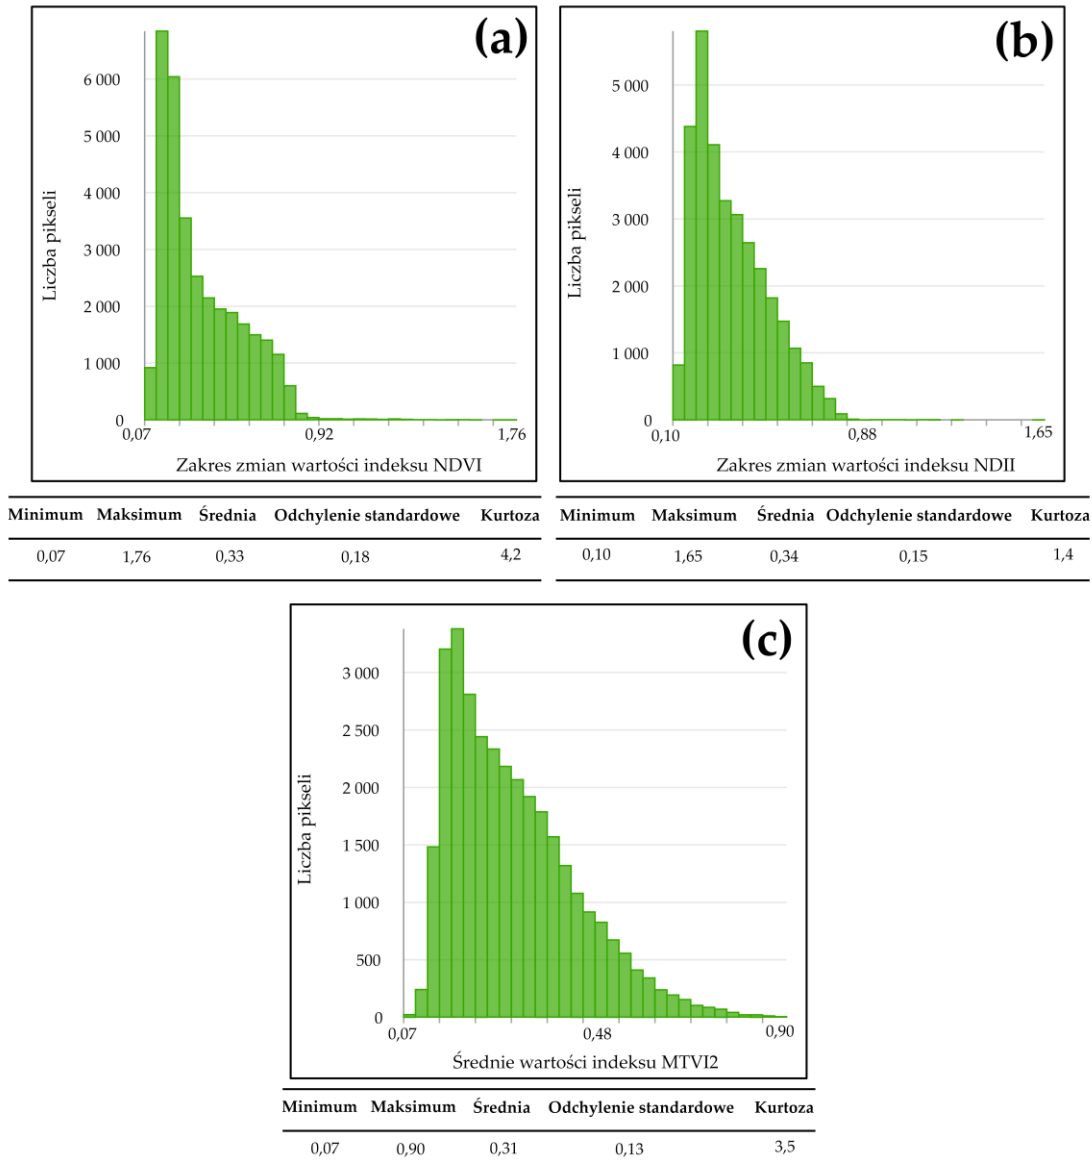 (a)
Liczba pikseli
6 000
5 000
4 000
3 000
2 000
1 000
0
0,07 0,92 1,76
Zakres zmian wartości indeksu NDVI
Minimum Maksimum Średnia Odchylenie standardowe Kurtoza
0,07 1,76 0,33 0,18 4,2
(b)
Liczba pikseli
5 000
4 000
3 000
2 000
1 000
0
0,10 0,88 1,65
Zakres zmian wartości indeksu NDII
Minimum Maksimum Średnia Odchylenie standardowe Kurtoza
0,10 1,65 0,34 0,15 1,4
(c)
Liczba pikseli
3 000
2 500
2 000
1 500
1 000
500
0
0,07 0,48 0,90
Średnie wartości indeksu MTVI2
Minimum Maksimum Średnia Odchylenie standardowe Kurtoza
0,07 0,90 0,31 0,13 3,5